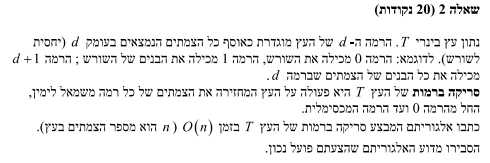 שאלה 2 (20 נקודות)
נתון עץ בינרי T. הרמה ה-d של העץ מוגדרת כאוסף כל הצמתים הנמצאים בעומק d (יחסית
לשורש). לדוגמא: הרמה 0 מכילה את השורש, הרמה 1 מכילה את הבנים של השורש; הרמה d+1
מכילה את כל הבנים של הצמתים שברמה d.
סריקה ברמות של העץ T היא פעולה על העץ המחזירה את הצמתים של כל רמה משמאל לימין,
החל מהרמה 0 ועד הרמה המכסימלית.
כתבו אלגוריתם המבצע סריקה ברמות של העץ T בזמן O(n) (n הוא מספר הצמתים בעץ).
הסבירו מדוע האלגוריתם שהצעתם פועל נכון.